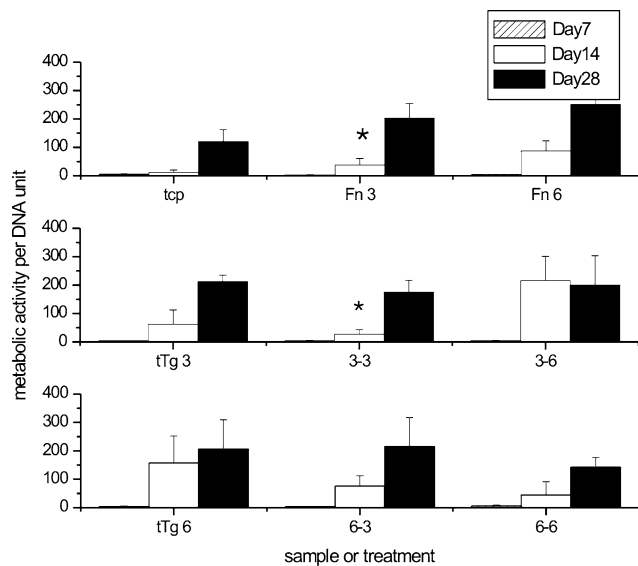 Day7
Day14
Day28
metabolic activity per DNA unit
400
300
200
100
0
tcp
Fn 3
*
Fn 6
400
300
200
100
0
tTg 3
3-3
*
3-6
400
300
200
100
0
tTg 6
6-3
6-6
sample or treatment